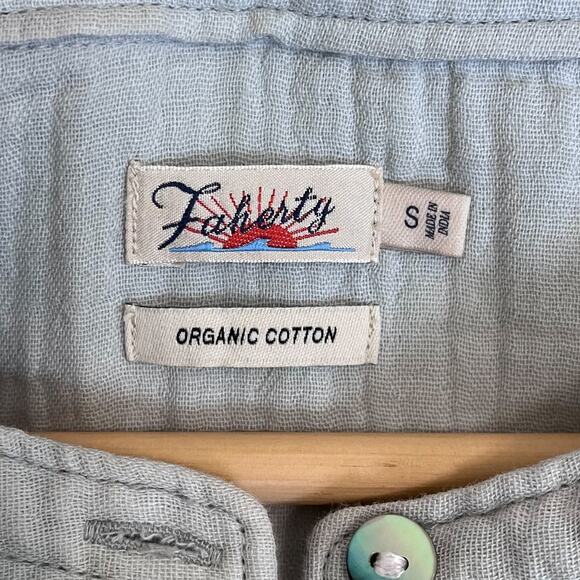 Faherty
S
MADE IN
INDIA
ORGANIC COTTON